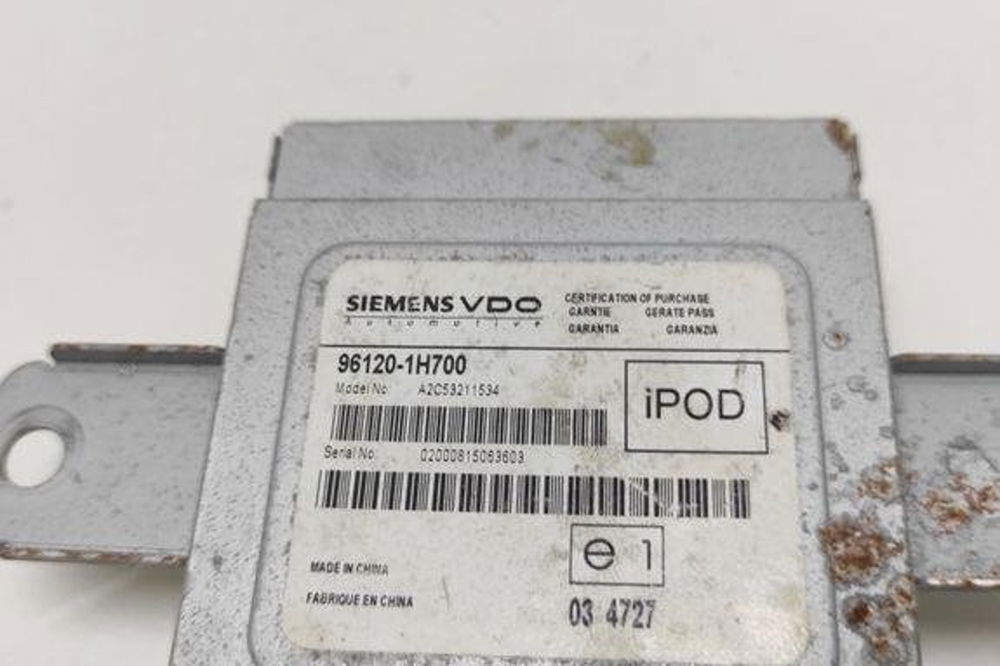 SIEMENS VDO
Automotive
CERTIFICATION OF PURCHASE
GARNTIE GERATE PASS
GARANTIA GARANZIA
96120-1H700
Model No A2C53211534
iPOD
Serial No. 02000815063603
e 1
MADE IN CHINA
FABRIQUE EN CHINA
03 4727